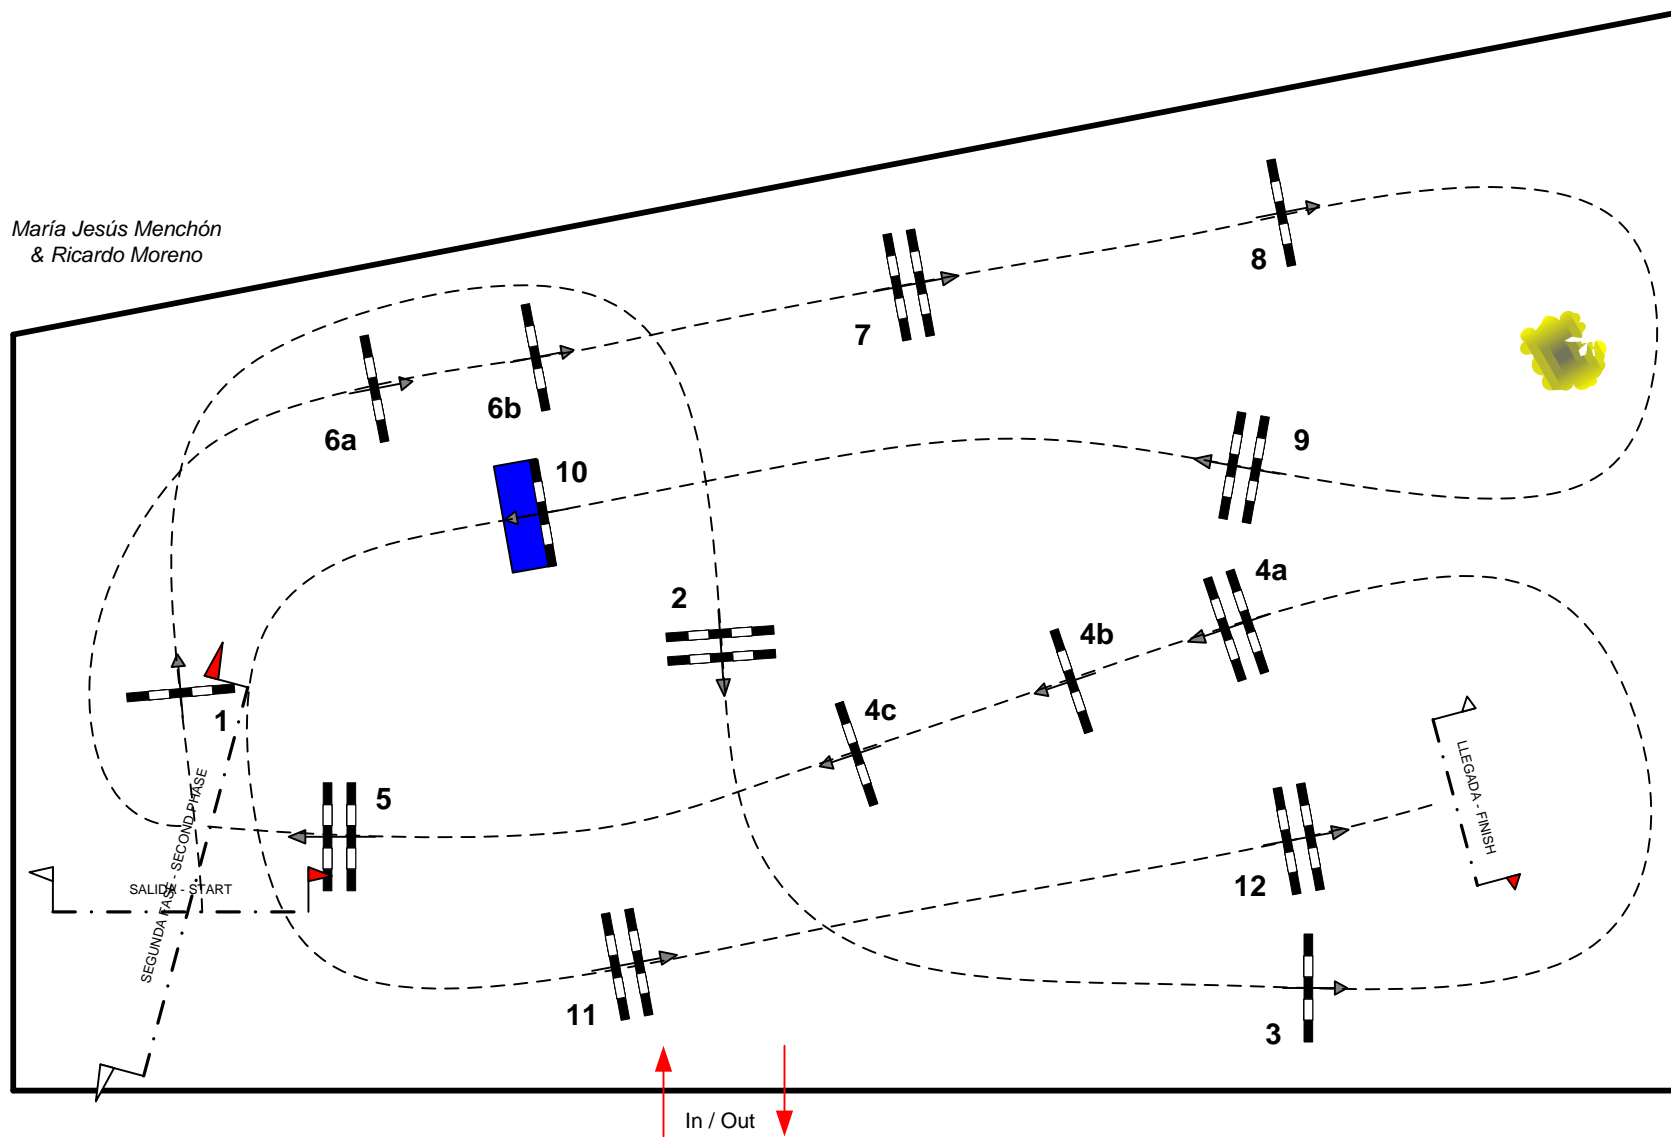 María Jesús Menchón
& Ricardo Moreno
8
7
6b
6a
9
10
4a
2
4b
4c
1
5
LLEGADA - FINISH
SEGUNDA FASE - SECOND PHASE
SALIDA - START
12
11
3
In / Out